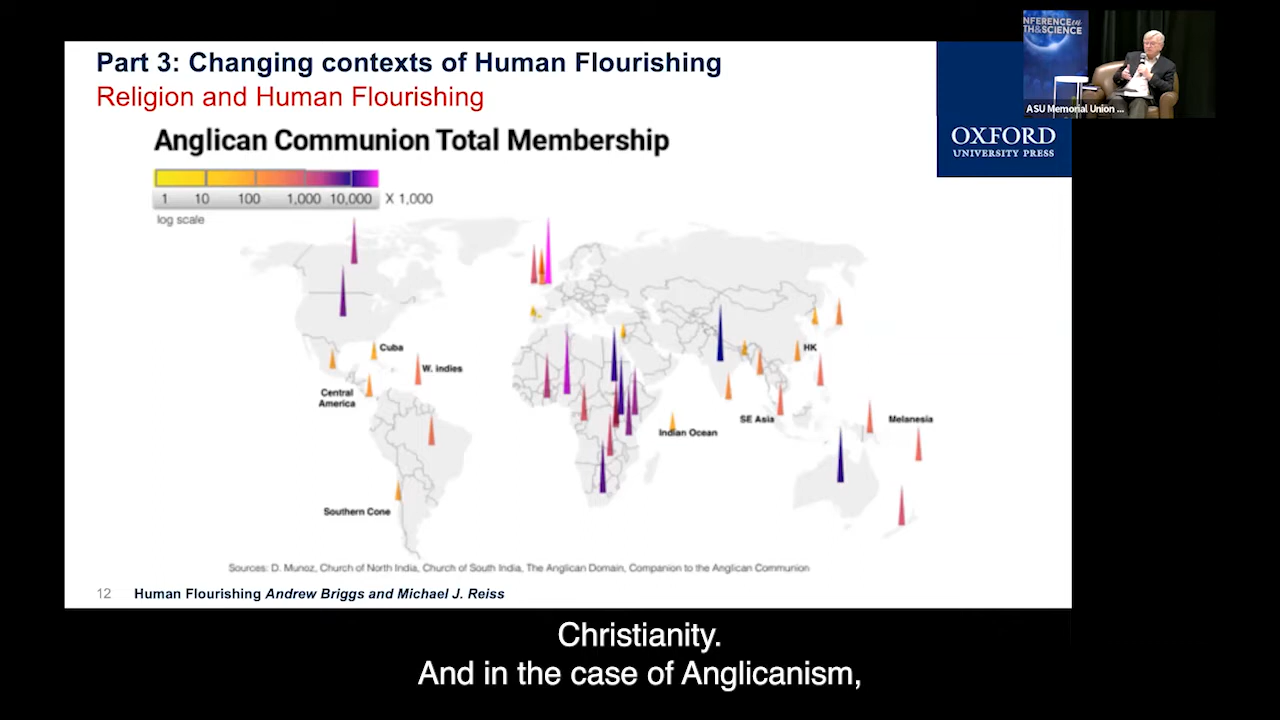 Part 3: Changing contexts of Human Flourishing
Religion and Human Flourishing
NFERENCE in
TH&SCIENCE
ASU Memorial Union ...
OXFORD
UNIVERSITY PRESS
Anglican Communion Total Membership
1 10 100 1,000 10,000 X 1,000
log scale
Cuba
W. indies
Central
America
Southern Cone
HK
SE Asia
Indian Ocean
Melanesia
Sources: D. Munoz, Church of North India, Church of South India, The Anglican Domain, Companion to the Anglican Communion
12 Human Flourishing Andrew Briggs and Michael J. Reiss
Christianity.
And in the case of Anglicanism,